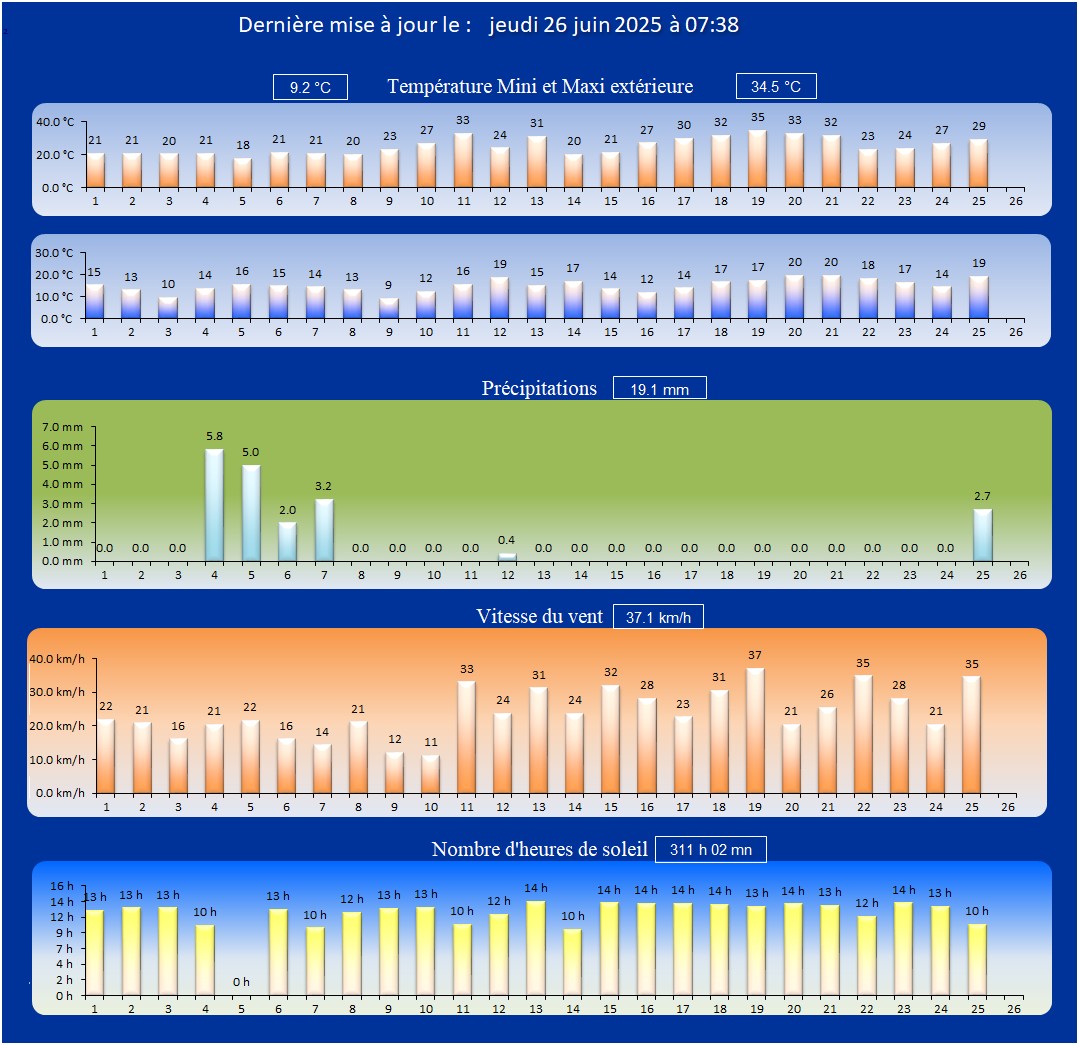 Dernière mise à jour le : jeudi 26 juin 2025 à 07:38
9.2 °C Température Mini et Maxi extérieure 34.5 °C
40.0 °C
20.0 °C
0.0 °C
21 21 20 21 18 21 21 20 23 27 33 24 31 20 21 27 30 32 35 33 32 23 24 27 29
1 2 3 4 5 6 7 8 9 10 11 12 13 14 15 16 17 18 19 20 21 22 23 24 25 26
30.0 °C
20.0 °C
10.0 °C
0.0 °C
15 13 10 14 16 15 14 13 9 12 16 19 15 17 14 12 14 17 17 20 20 18 17 14 19
1 2 3 4 5 6 7 8 9 10 11 12 13 14 15 16 17 18 19 20 21 22 23 24 25 26
Précipitations 19.1 mm
7.0 mm
6.0 mm
5.0 mm
4.0 mm
3.0 mm
2.0 mm
1.0 mm
0.0 mm
0.0 0.0 0.0 5.8 5.0 2.0 3.2 0.0 0.0 0.0 0.0 0.4 0.0 0.0 0.0 0.0 0.0 0.0 0.0 0.0 0.0 0.0 0.0 0.0 2.7
1 2 3 4 5 6 7 8 9 10 11 12 13 14 15 16 17 18 19 20 21 22 23 24 25 26
Vitesse du vent 37.1 km/h
40.0 km/h
30.0 km/h
20.0 km/h
10.0 km/h
0.0 km/h
22 21 16 21 22 16 14 21 12 11 33 24 31 24 32 28 23 31 37 21 26 35 28 21 35
1 2 3 4 5 6 7 8 9 10 11 12 13 14 15 16 17 18 19 20 21 22 23 24 25 26
Nombre d'heures de soleil 311 h 02 mn
16 h
14 h
12 h
9 h
7 h
4 h
2 h
0 h
13 h 13 h 13 h 10 h 0 h 13 h 10 h 12 h 13 h 13 h 10 h 12 h 14 h 10 h 14 h 14 h 14 h 14 h 13 h 14 h 13 h 12 h 14 h 13 h 10 h
1 2 3 4 5 6 7 8 9 10 11 12 13 14 15 16 17 18 19 20 21 22 23 24 25 26